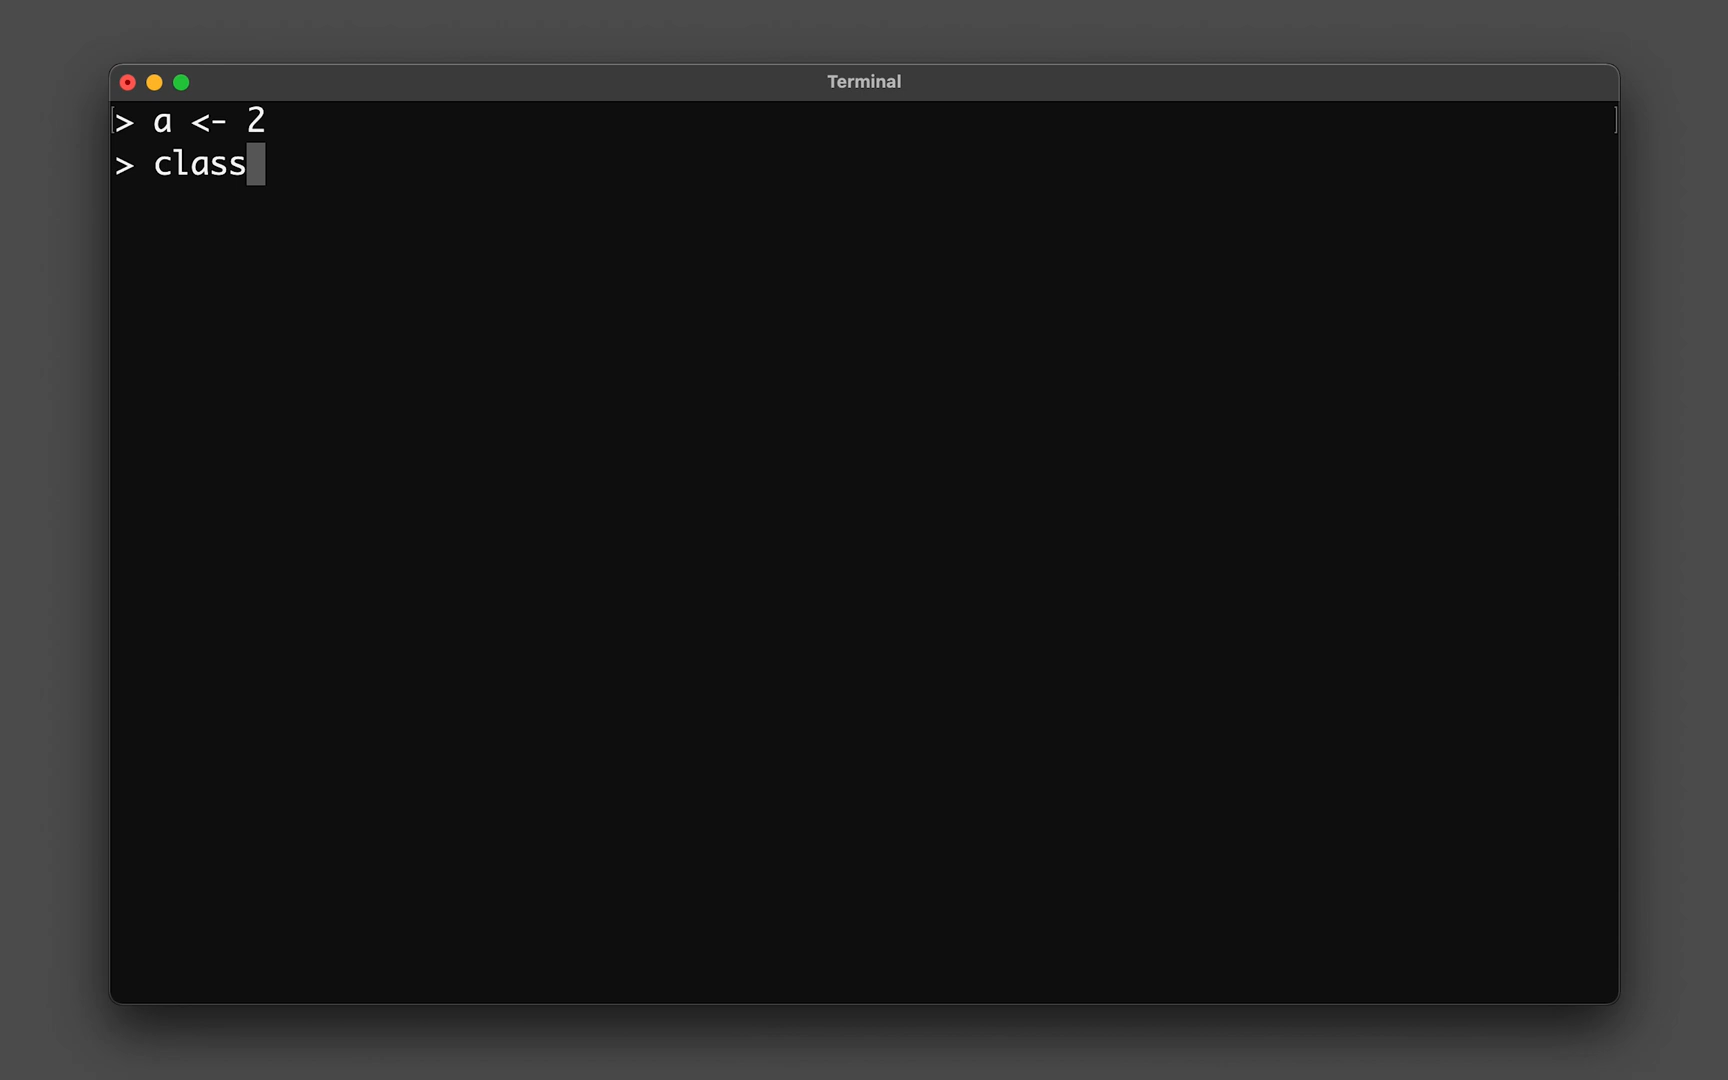 Terminal
> a <- 2
> class